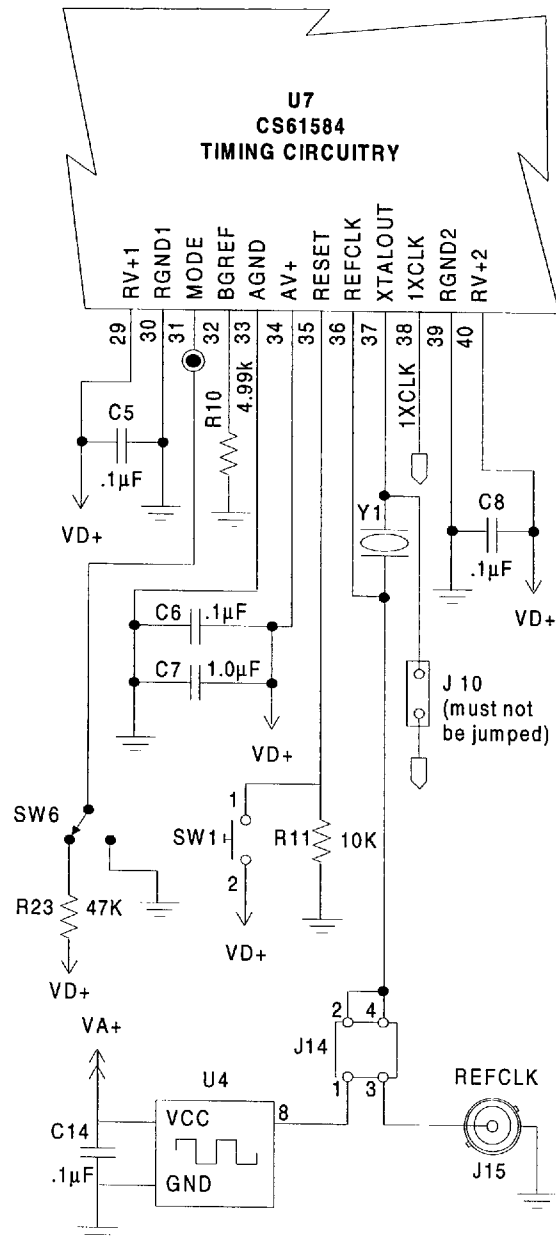 U7
CS61584
TIMING CIRCUITRY
RV+1
RGND1
MODE
BGREF
AGND
AV+
RESET
REFCLK
XTALOUT
1XCLK
RGND2
RV+2
29
30
31
32
33
34
35
36
37
38
39
40
R10
4.99k
1XCLK
C5
.1µF
VD+
Y1
C8
.1µF
VD+
C6 .1µF
C7 1.0µF
VD+
J 10
(must not
be jumped)
SW6
R23 47K
VD+
1
SW1
2
VD+
R11 10K
VA+
C14
.1µF
U4
VCC
GND
8
J14
2 4
1 3
REFCLK
J15